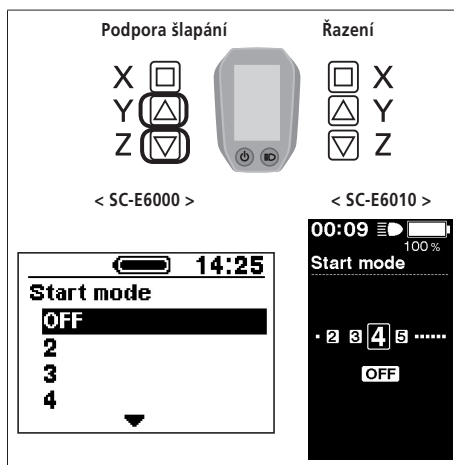 Podpora šlapání Řazení
X X
Y Y
Z Z
< SC-E6000 > < SC-E6010 >
14:25
Start mode
OFF
2
3
4
00:09
100 %
Start mode
2 3 4 5
OFF